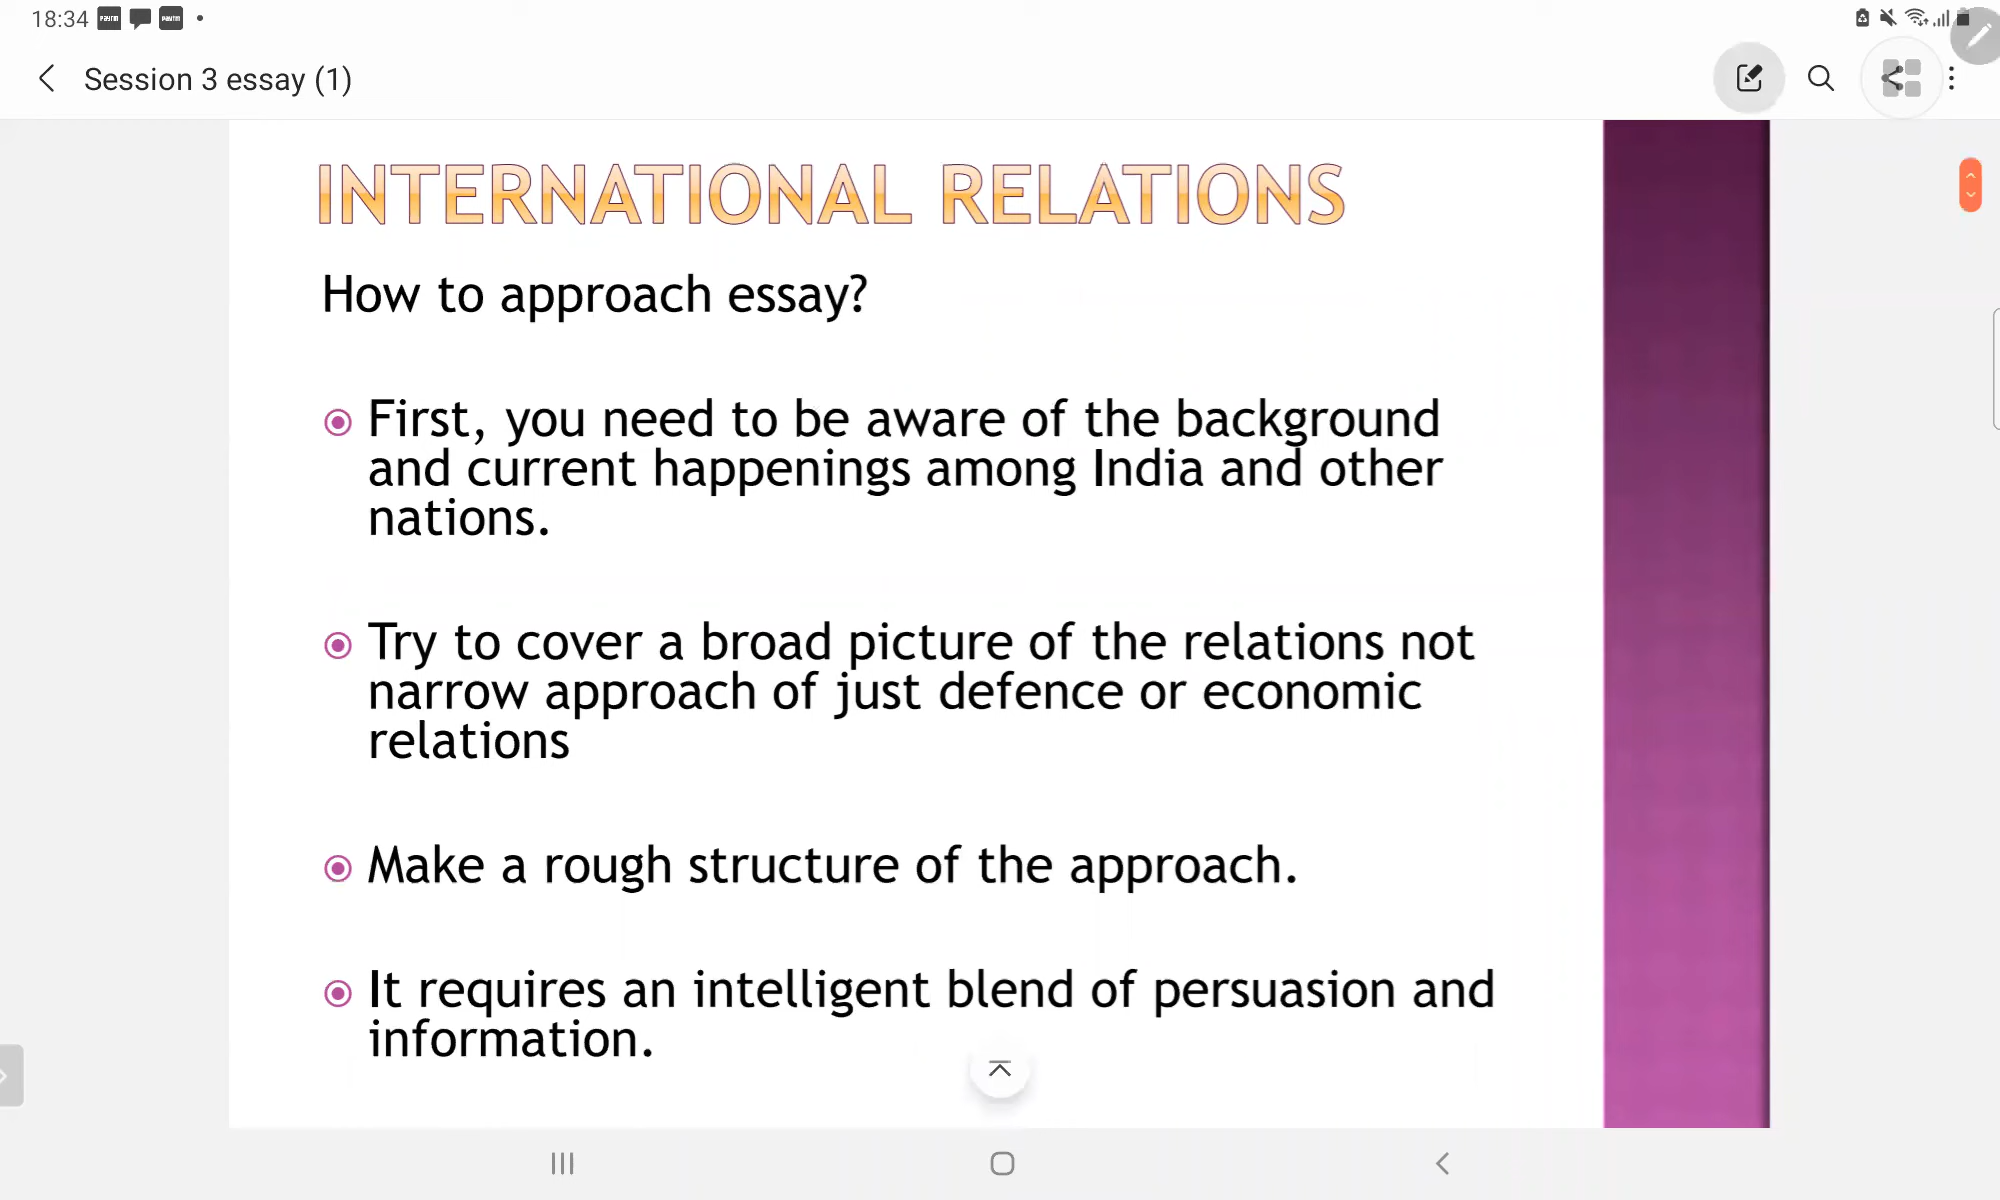 18:34
Session 3 essay (1)
INTERNATIONAL RELATIONS
How to approach essay?
First, you need to be aware of the background
and current happenings among India and other
nations.
Try to cover a broad picture of the relations not
narrow approach of just defence or economic
relations
Make a rough structure of the approach.
It requires an intelligent blend of persuasion and
information.